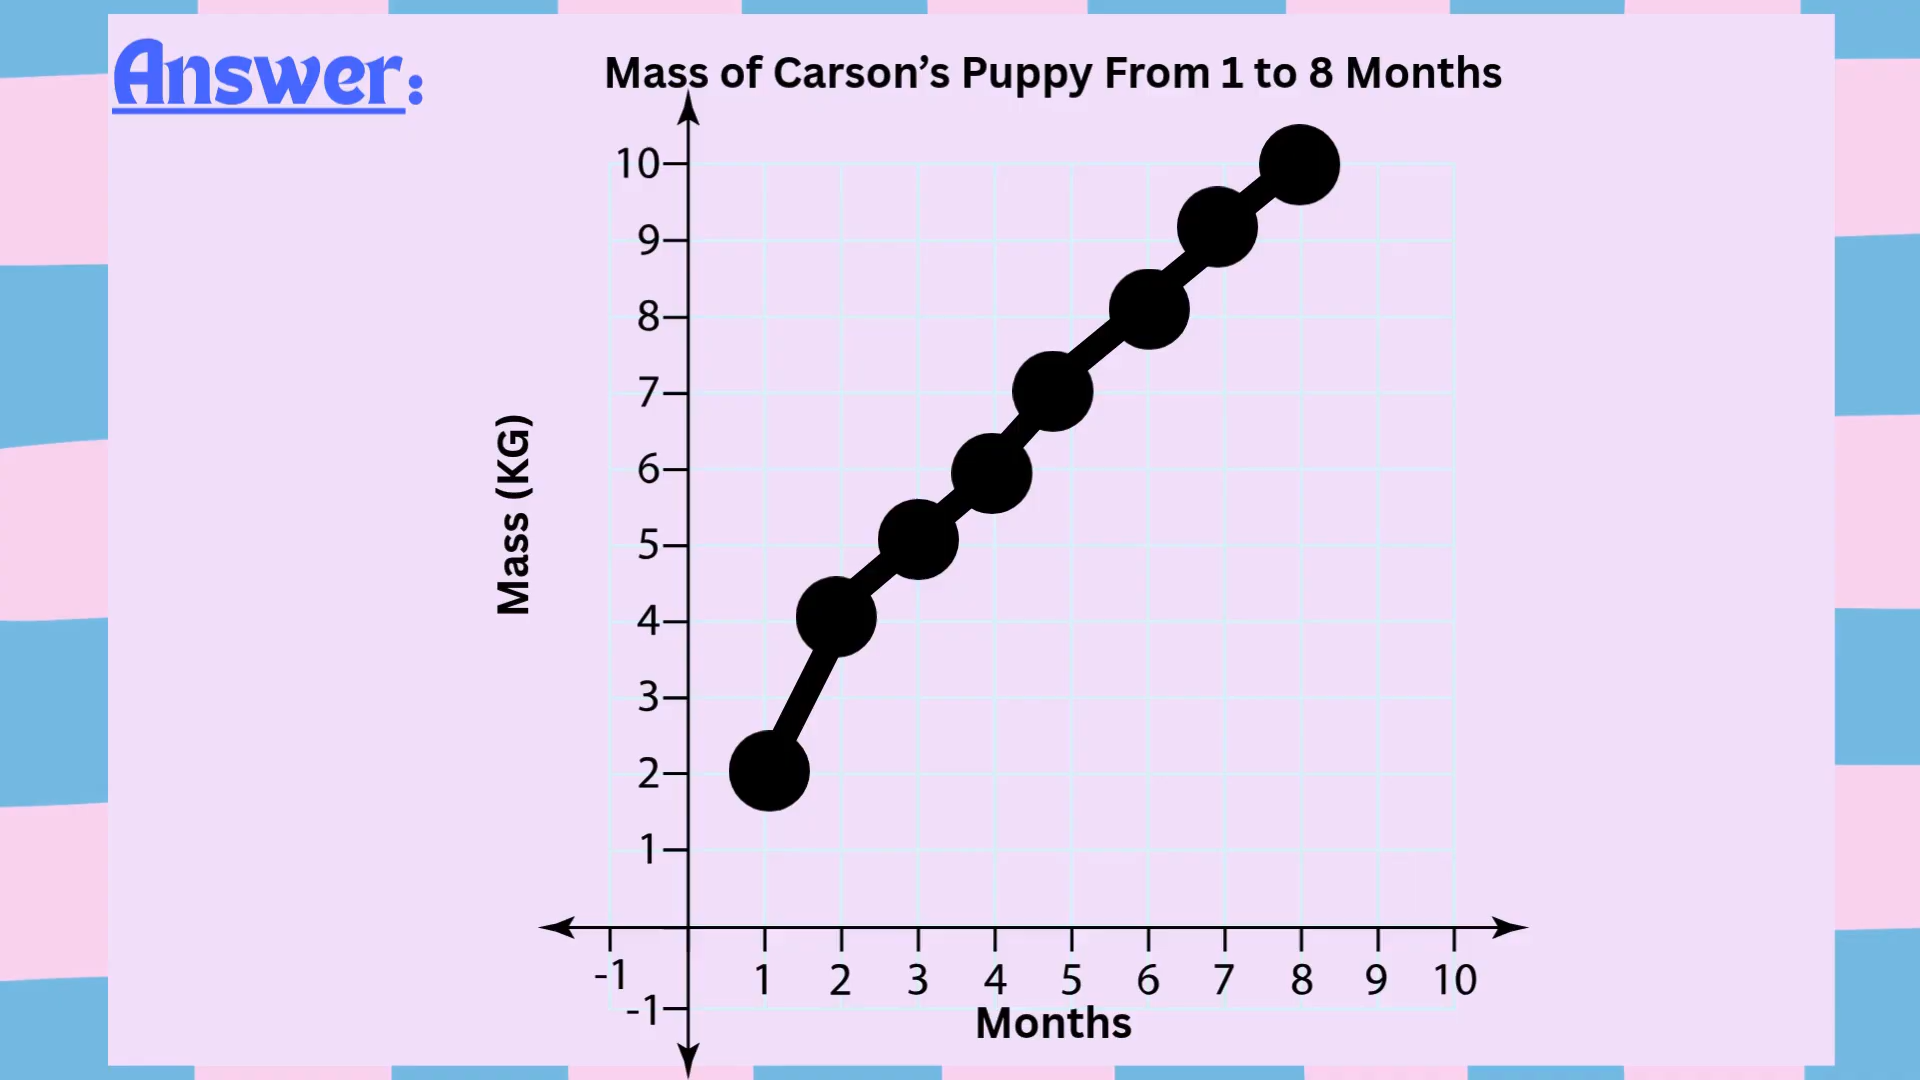 Answer:
Mass of Carson’s Puppy From 1 to 8 Months
10
9
8
7
6
5
4
3
2
1
Mass (KG)
-1 1 2 3 4 5 6 7 8 9 10
-1
Months